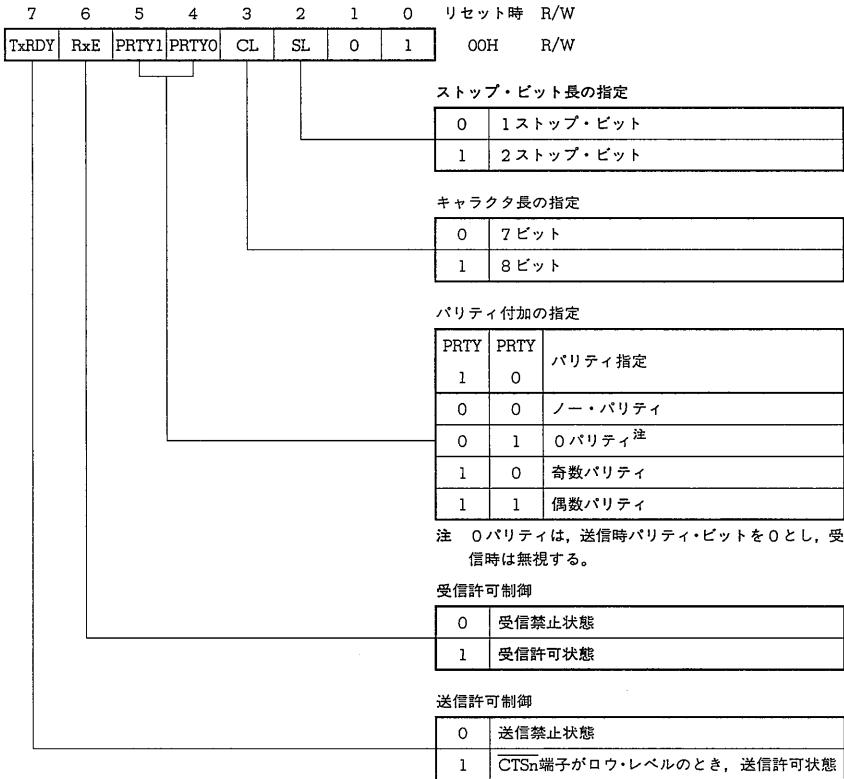 7 6 5 4 3 2 1 0 リセット時 R/W
TxRDY RxE PRTY1 PRTY0 CL SL 0 1 00H R/W
ストップ・ビット長の指定
0 1ストップ・ビット
1 2ストップ・ビット
キャラクタ長の指定
0 7ビット
1 8ビット
パリティ付加の指定
PRTY PRTY パリティ指定
1 0
0 0 ノー・パリティ
0 1 0パリティ注
1 0 奇数パリティ
1 1 偶数パリティ
注 0パリティは，送信時パリティ・ビットを0とし，受
信時は無視する。
受信許可制御
0 受信禁止状態
1 受信許可状態
送信許可制御
0 送信禁止状態
1 CTSn端子がロウ・レベルのとき，送信許可状態